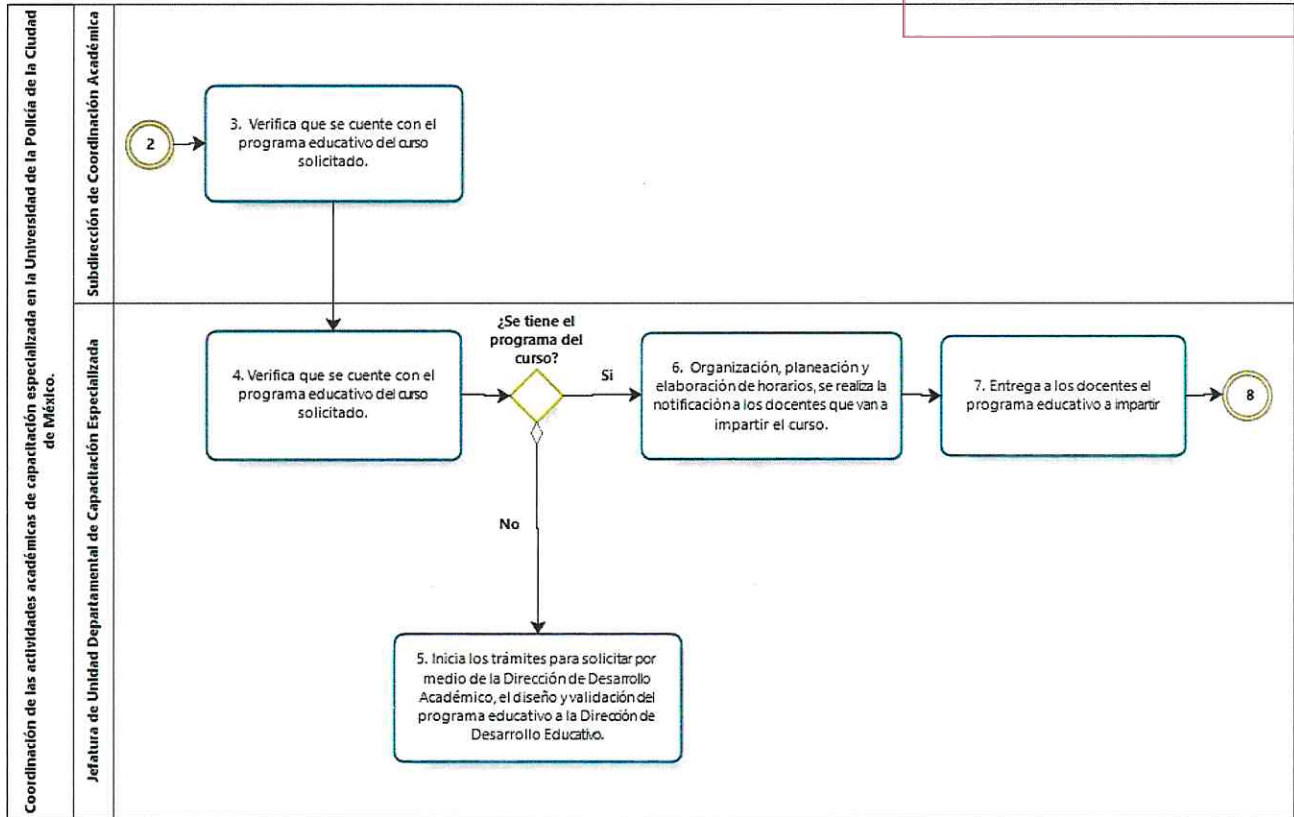 Coordinación de las actividades académicas de capacitación especializada en la Universidad de la Policía de la Ciudad
de México.
Subdirección de Coordinación Académica
2
3. Verifica que se cuente con el
programa educativo del curso
solicitado.
Jefatura de Unidad Departamental de Capacitación Especializada
4. Verifica que se cuente con el
programa educativo del curso
solicitado.
¿Se tiene el
programa del
curso?
Si
6. Organización, planeación y
elaboración de horarios, se realiza la
notificación a los docentes que van a
impartir el curso.
7. Entrega a los docentes el
programa educativo a impartir
8
No
5. Inicia los trámites para solicitar por
medio de la Dirección de Desarrollo
Académico, el diseño y validación del
programa educativo a la Dirección de
Desarrollo Educativo.